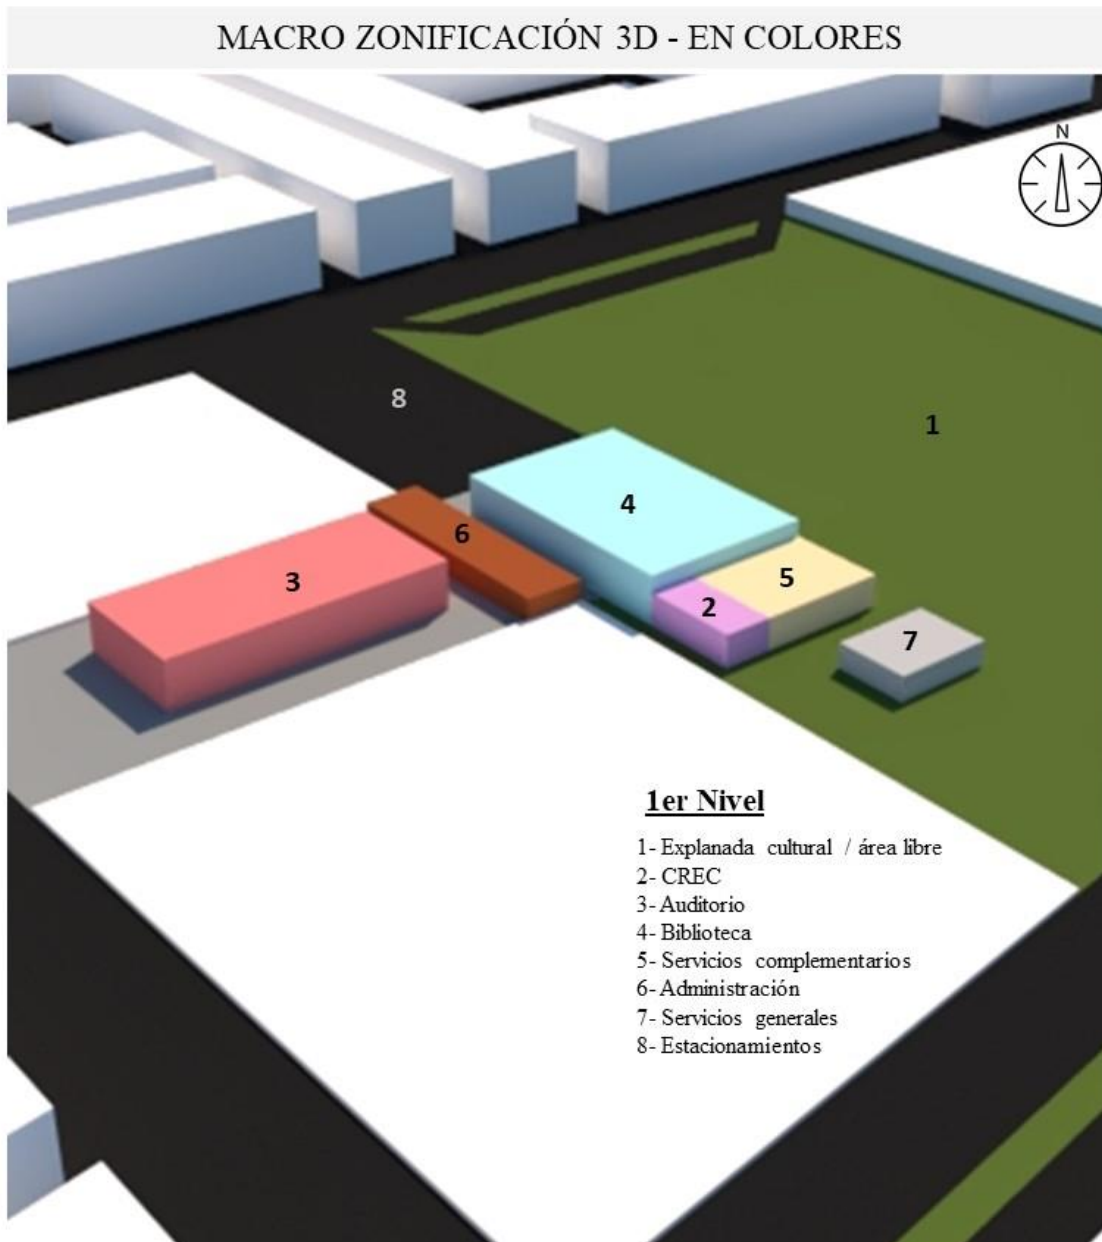 MACRO ZONIFICACIÓN 3D - EN COLORES
N
8
1
4
6
3
5
2
7
1er Nivel
1- Explanada cultural / área libre
2- CREC
3- Auditorio
4- Biblioteca
5- Servicios complementarios
6- Administración
7- Servicios generales
8- Estacionamientos